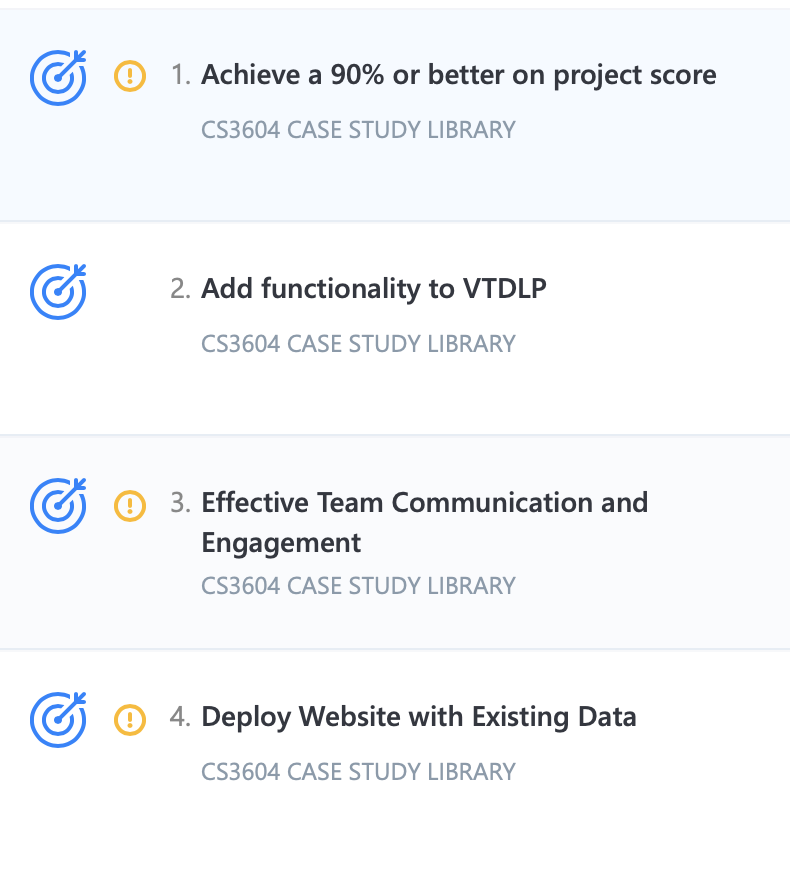 1. Achieve a 90% or better on project score
CS3604 CASE STUDY LIBRARY
2. Add functionality to VTDLP
CS3604 CASE STUDY LIBRARY
3. Effective Team Communication and
Engagement
CS3604 CASE STUDY LIBRARY
4. Deploy Website with Existing Data
CS3604 CASE STUDY LIBRARY